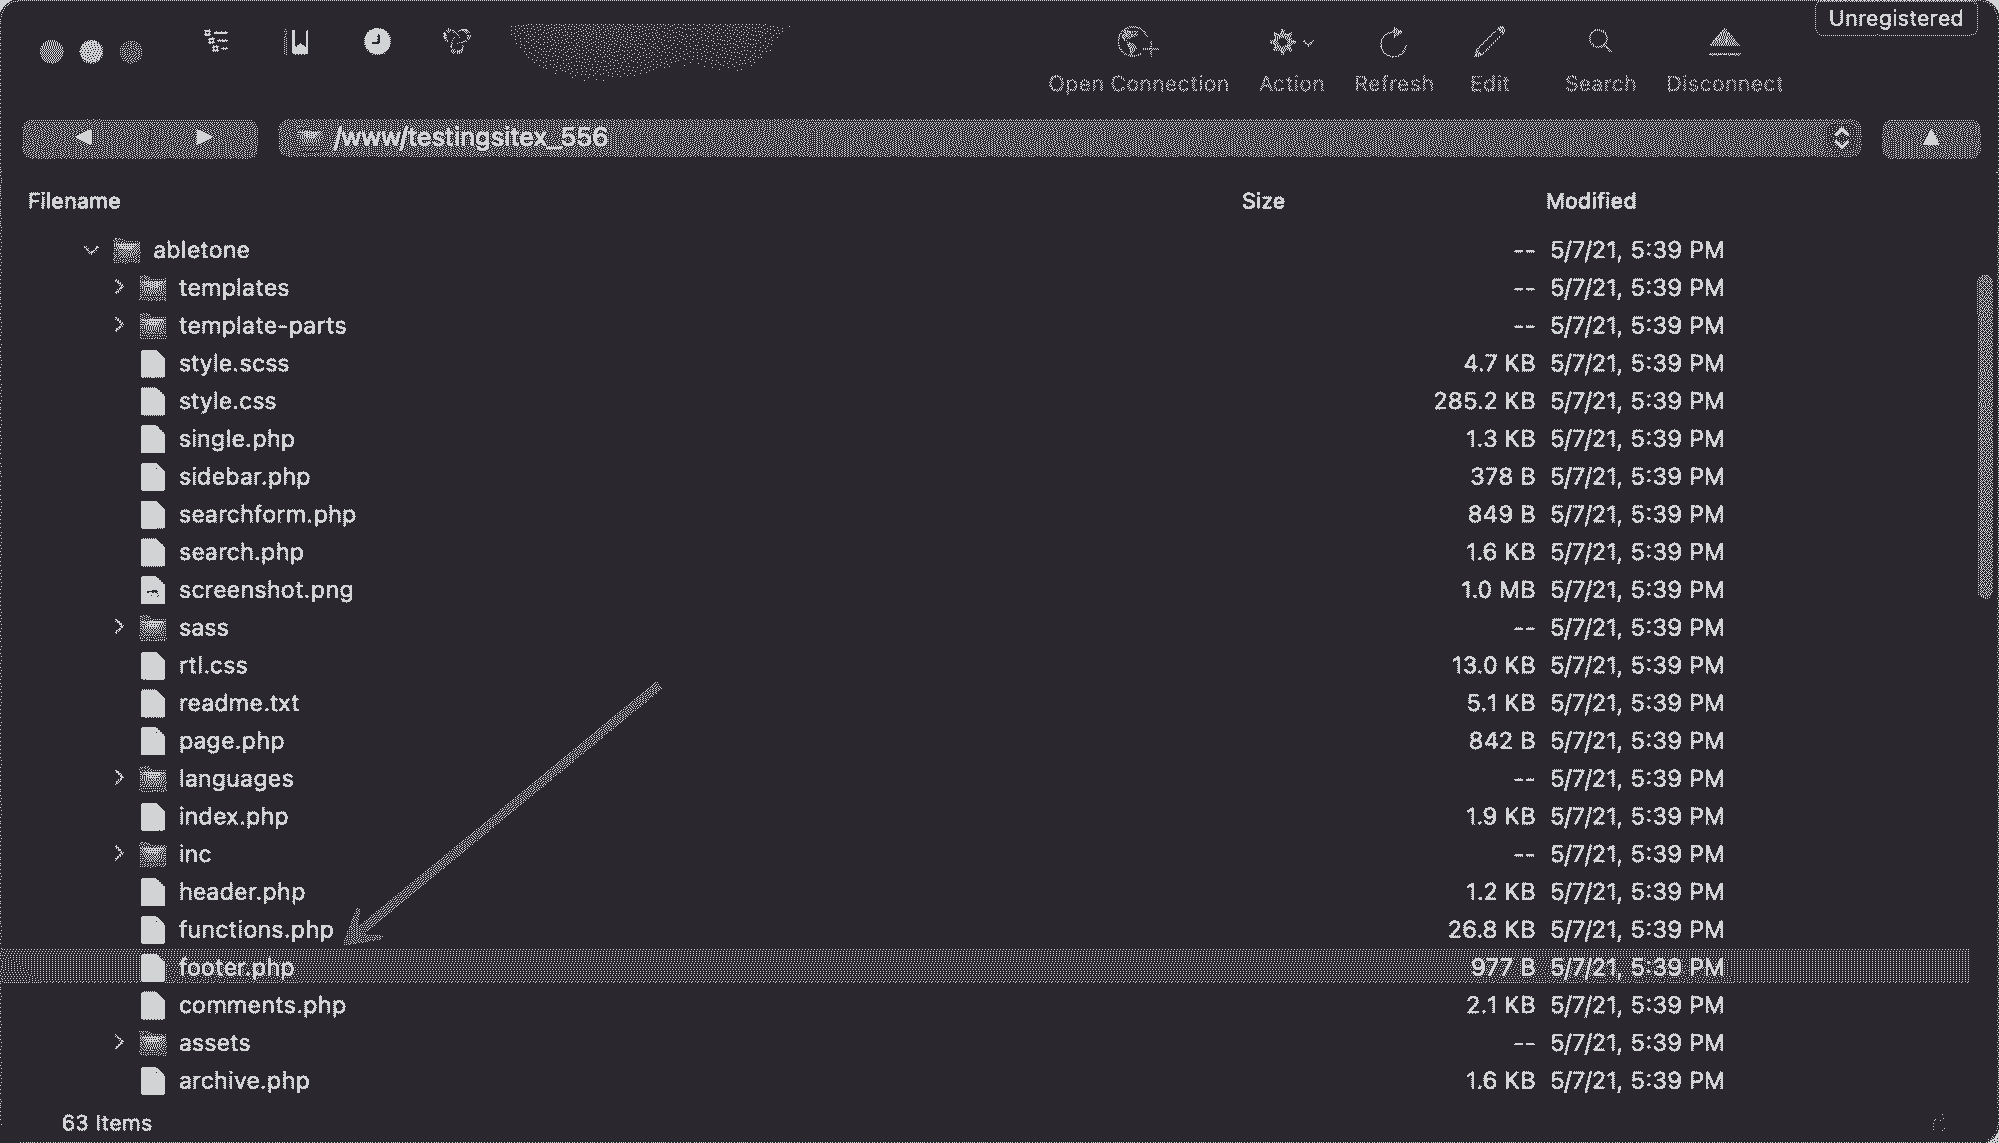 Unregistered
Open Connection Action Refresh Edit Search Disconnect
/www/testingsitex_556
Filename Size Modified
abletone -- 5/7/21, 5:39 PM
templates -- 5/7/21, 5:39 PM
template-parts -- 5/7/21, 5:39 PM
style.scss 4.7 KB 5/7/21, 5:39 PM
style.css 285.2 KB 5/7/21, 5:39 PM
single.php 1.3 KB 5/7/21, 5:39 PM
sidebar.php 378 B 5/7/21, 5:39 PM
searchform.php 849 B 5/7/21, 5:39 PM
search.php 1.6 KB 5/7/21, 5:39 PM
screenshot.png 1.0 MB 5/7/21, 5:39 PM
sass -- 5/7/21, 5:39 PM
rtl.css 13.0 KB 5/7/21, 5:39 PM
readme.txt 5.1 KB 5/7/21, 5:39 PM
page.php 842 B 5/7/21, 5:39 PM
languages -- 5/7/21, 5:39 PM
index.php 1.9 KB 5/7/21, 5:39 PM
inc -- 5/7/21, 5:39 PM
header.php 1.2 KB 5/7/21, 5:39 PM
functions.php 26.8 KB 5/7/21, 5:39 PM
footer.php 977 B 5/7/21, 5:39 PM
comments.php 2.1 KB 5/7/21, 5:39 PM
assets -- 5/7/21, 5:39 PM
archive.php 1.6 KB 5/7/21, 5:39 PM
63 Items